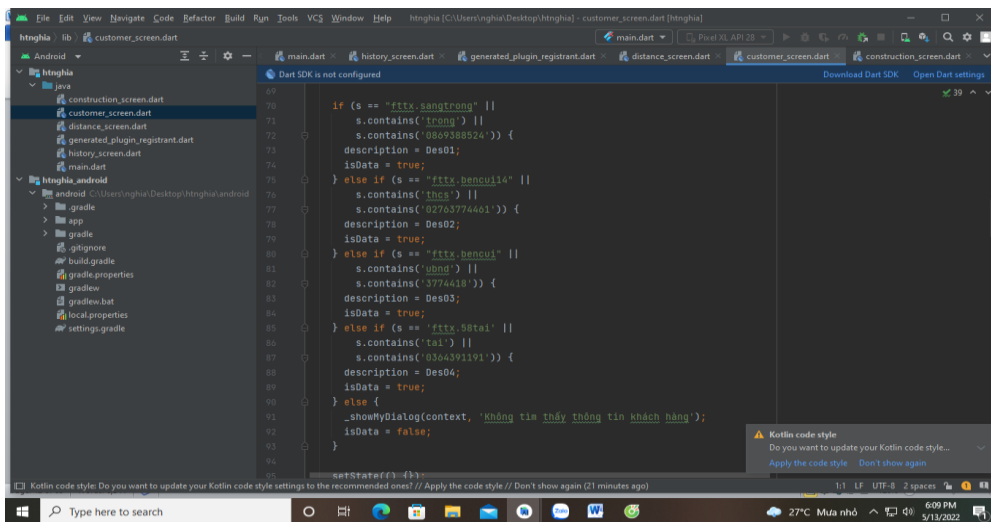 File Edit View Navigate Code Refactor Build Run Tools VCS Window Help htnghia [C:\Users\nghia\Desktop\htnghia] - customer_screen.dart [htnghia]
htnghia lib customer_screen.dart main.dart Pixel XL API 28
Android main.dart history_screen.dart generated_plugin_registrant.dart distance_screen.dart customer_screen.dart construction_screen.dart
htnghia
Dart SDK is not configured Download Dart SDK Open Dart settings
java
construction_screen.dart
customer_screen.dart
distance_screen.dart
generated_plugin_registrant.dart
history_screen.dart
main.dart
htnghia_android
android C:\Users\nghia\Desktop\htnghia\android
.gradle
app
gradle
.gitignore
build.gradle
gradle.properties
gradlew
gradlew.bat
local.properties
settings.gradle
69 39
70 if (s == "fttx.sangtrong" ||
71 s.contains('trong') ||
72 s.contains('0869388524')) {
73 description = Des01;
74 isData = true;
75 } else if (s == "fttx.bencui14" ||
76 s.contains('thcs') ||
77 s.contains('02763774461')) {
78 description = Des02;
79 isData = true;
80 } else if (s == "fttx.bencui" ||
81 s.contains('ubnd') ||
82 s.contains('3774418')) {
83 description = Des03;
84 isData = true;
85 } else if (s == 'fttx.58tai' ||
86 s.contains('tai') ||
87 s.contains('0364391191')) {
88 description = Des04;
89 isData = true;
90 } else {
91 _showMyDialog(context, 'Không tìm thấy thông tin khách hàng');
92 isData = false;
93 }
94
95 setState(() {});
Kotlin code style
Do you want to update your Kotlin code style...
Apply the code style Don't show again
Kotlin code style: Do you want to update your Kotlin code style settings to the recommended ones? // Apply the code style // Don't show again (21 minutes ago) 1:1 LF UTF-8 2 spaces
Type here to search Zalo W 27°C Mưa nhỏ 6:09 PM
5/13/2022